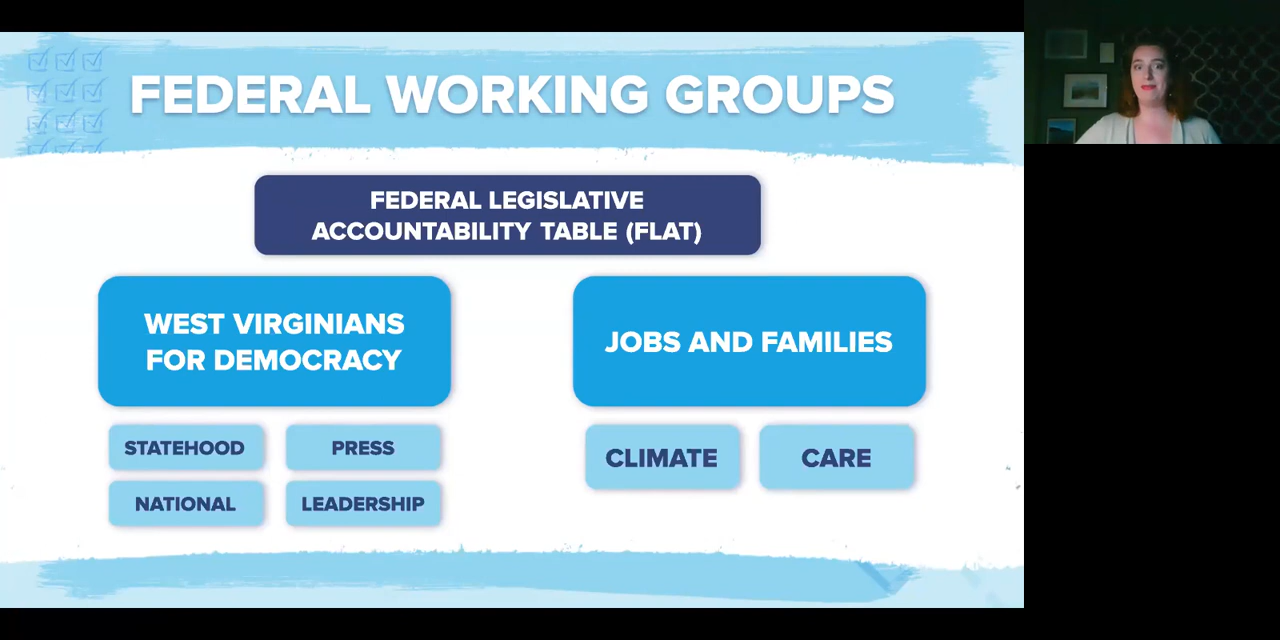 FEDERAL WORKING GROUPS
FEDERAL LEGISLATIVE
ACCOUNTABILITY TABLE (FLAT)
WEST VIRGINIANS
FOR DEMOCRACY
STATEHOOD
PRESS
NATIONAL
LEADERSHIP
JOBS AND FAMILIES
CLIMATE
CARE